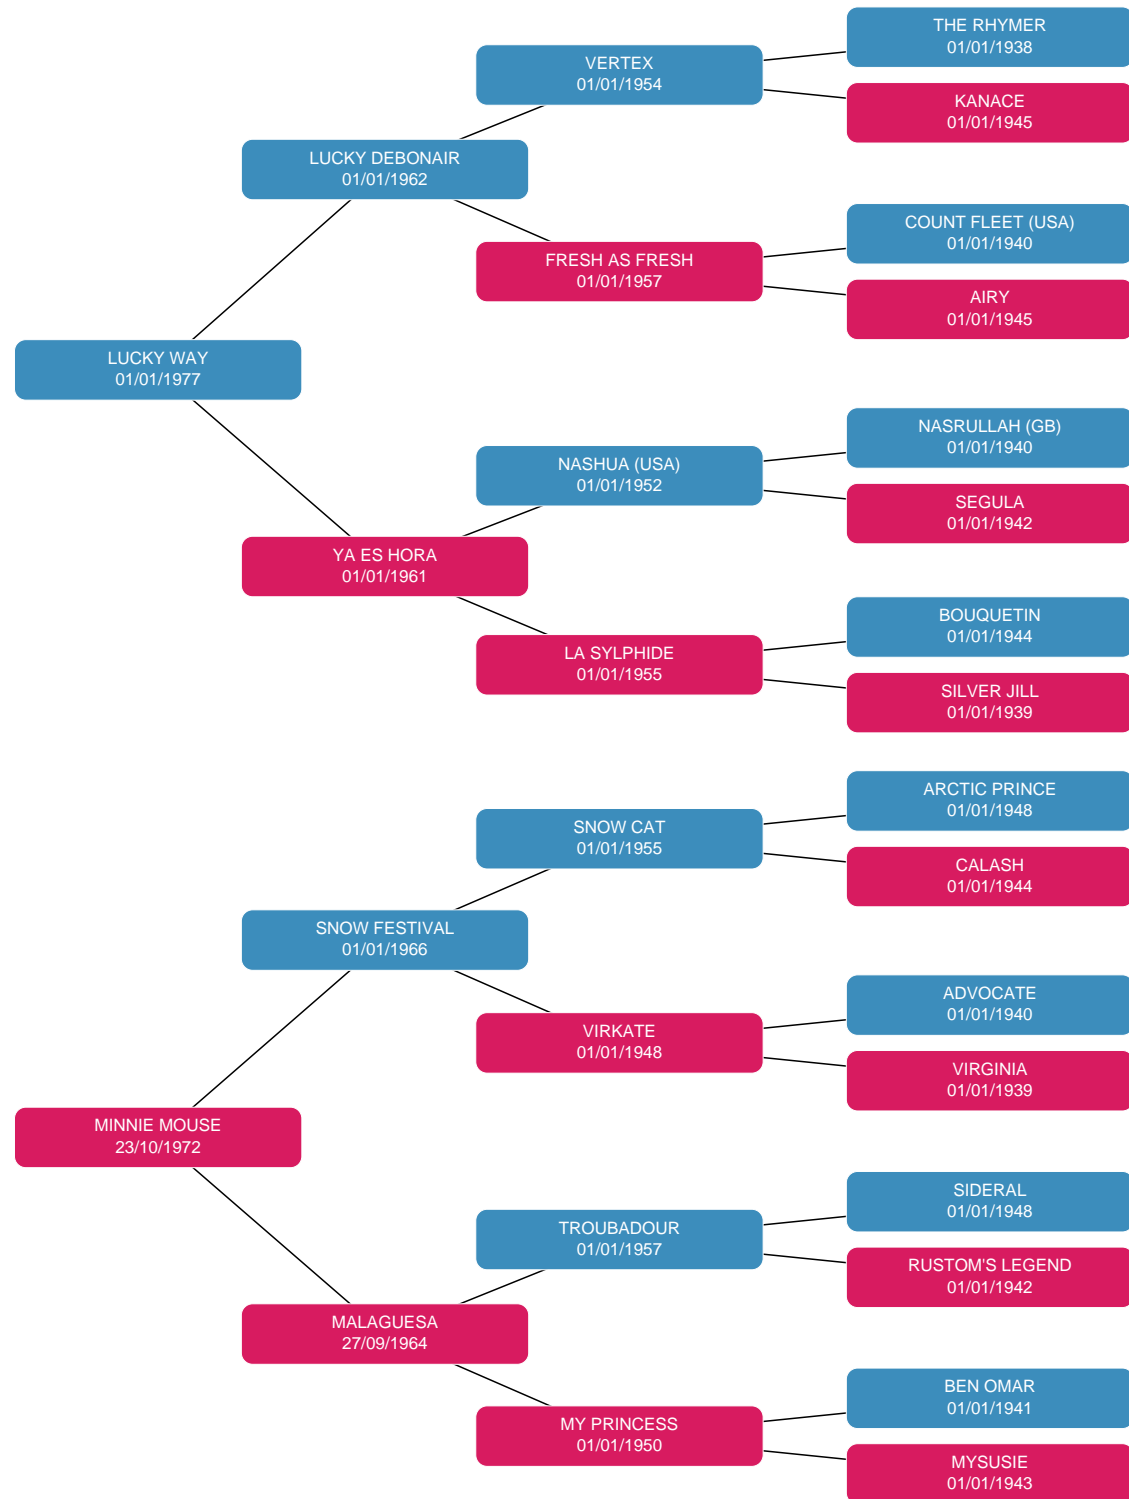 THE RHYMER
01/01/1938
VERTEX
01/01/1954
KANACE
01/01/1945
LUCKY DEBONAIR
01/01/1962
COUNT FLEET (USA)
01/01/1940
FRESH AS FRESH
01/01/1957
AIRY
01/01/1945
LUCKY WAY
01/01/1977
NASRULLAH (GB)
01/01/1940
NASHUA (USA)
01/01/1952
SEGULA
01/01/1942
YA ES HORA
01/01/1961
BOUQUETIN
01/01/1944
LA SYLPHIDE
01/01/1955
SILVER JILL
01/01/1939
ARCTIC PRINCE
01/01/1948
SNOW CAT
01/01/1955
CALASH
01/01/1944
SNOW FESTIVAL
01/01/1966
ADVOCATE
01/01/1940
VIRKATE
01/01/1948
VIRGINIA
01/01/1939
MINNIE MOUSE
23/10/1972
SIDERAL
01/01/1948
TROUBADOUR
01/01/1957
RUSTOM'S LEGEND
01/01/1942
MALAGUESA
27/09/1964
BEN OMAR
01/01/1941
MY PRINCESS
01/01/1950
MYSUSIE
01/01/1943